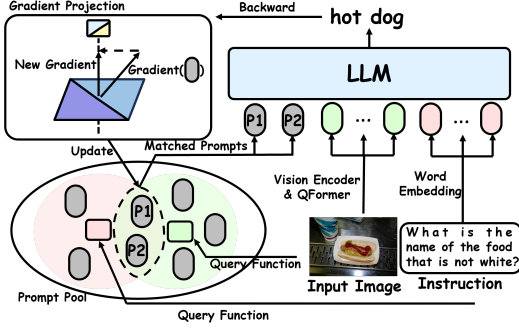 Gradient Projection
Backward
hot dog
New Gradient
Gradient( )
LLM
P1
P2
...
...
Update
Matched Prompts
Vision Encoder
& QFormer
Word
Embedding
P1
P2
Query Function
Prompt Pool
What is the
name of the food
that is not white?
Input Image
Instruction
Query Function